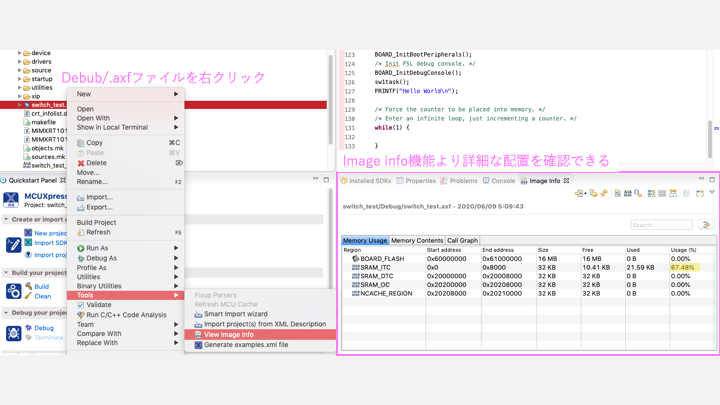 device
drivers
source
startup
utilities
xip
switch_test.
crt_infolist.d
makefile
MIMXRT101
MIMXRT101
objects.mk
sources.mk
switch_test_
Debub/.axfファイルを右クリック
New
Open
Open With
Show in Local Terminal
Copy ⌘C
Paste ⌘V
Delete ⌦
Move...
Rename... F2
Import...
Export...
Build Project
Refresh F5
Run As
Debug As
Profile As
Utilities
Binary Utilities
Tools
Validate
Run C/C++ Code Analysis
Team
Compare With
Replace With
Fixup Parsers
Refresh MCU Cache
Smart Import wizard
Import project(s) from XML Description
View Image Info
Generate examples.xml file
Quickstart Panel
MCUXpress
Project: switch_
Create or import a
New projec
Import SDK
Import proje
Build your project
Build
Clean
Debug your project
Debug
Terminate,
123 BOARD_InitBootPeripherals();
124 /* Init FSL debug console. */
125 BOARD_InitDebugConsole();
126 swItask();
127 PRINTF("Hello World\n");
128
129 /* Force the counter to be placed into memory. */
130 /* Enter an infinite loop, just incrementing a counter. */
131 while(1) {
132
133 }
Image info機能より詳細な配置を確認できる
Installed SDKs Properties Problems Console Image Info
switch_test/Debug/switch_test.axf - 2020/06/09 5:09:43
Search...
Memory Usage Memory Contents Call Graph
Region Start address End address Size Free Used Usage (%)
BOARD_FLASH 0x60000000 0x61000000 16 MB 16 MB 0 B 0.00%
SRAM_ITC 0x0 0x8000 32 KB 10.41 KB 21.59 KB 67.48%
SRAM_DTC 0x20000000 0x20008000 32 KB 32 KB 0 B 0.00%
SRAM_OC 0x20200000 0x20208000 32 KB 32 KB 0 B 0.00%
NCACHE_REGION 0x20208000 0x20210000 32 KB 32 KB 0 B 0.00%